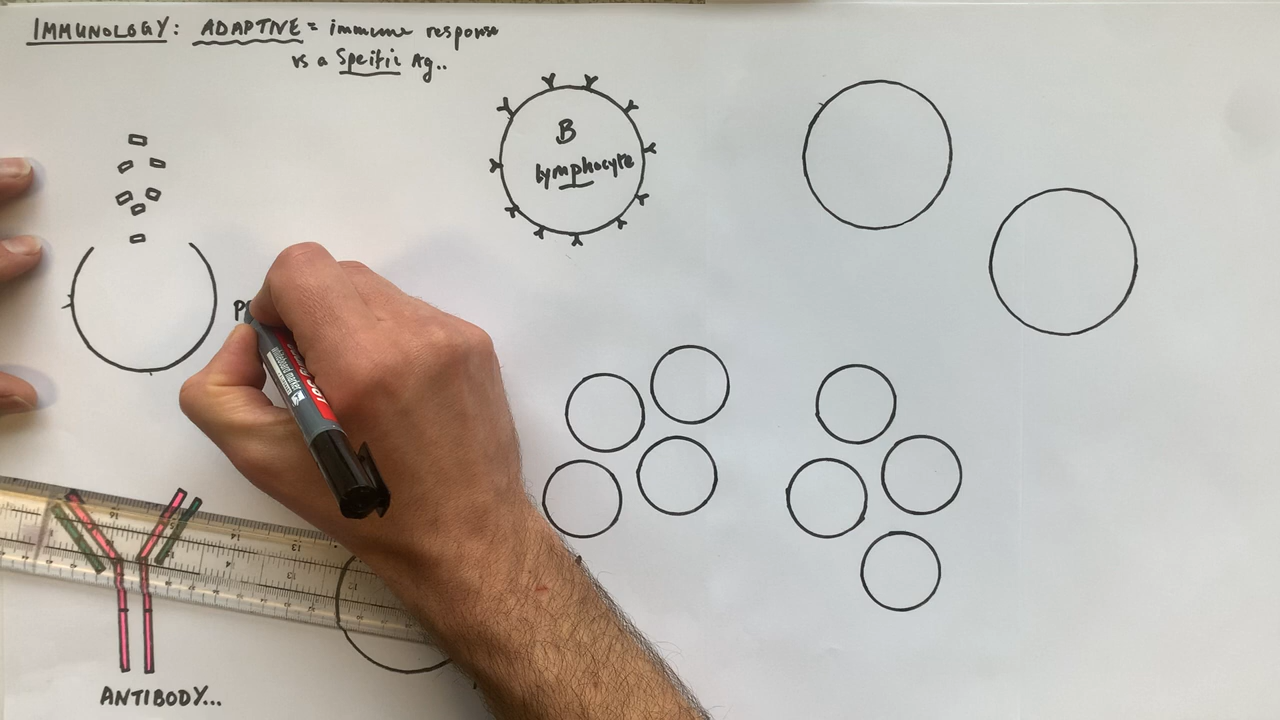 IMMUNOLOGY: ADAPTIVE = immune response
vs a Specific Ag..
B
lymphocyte
ANTIBODY...